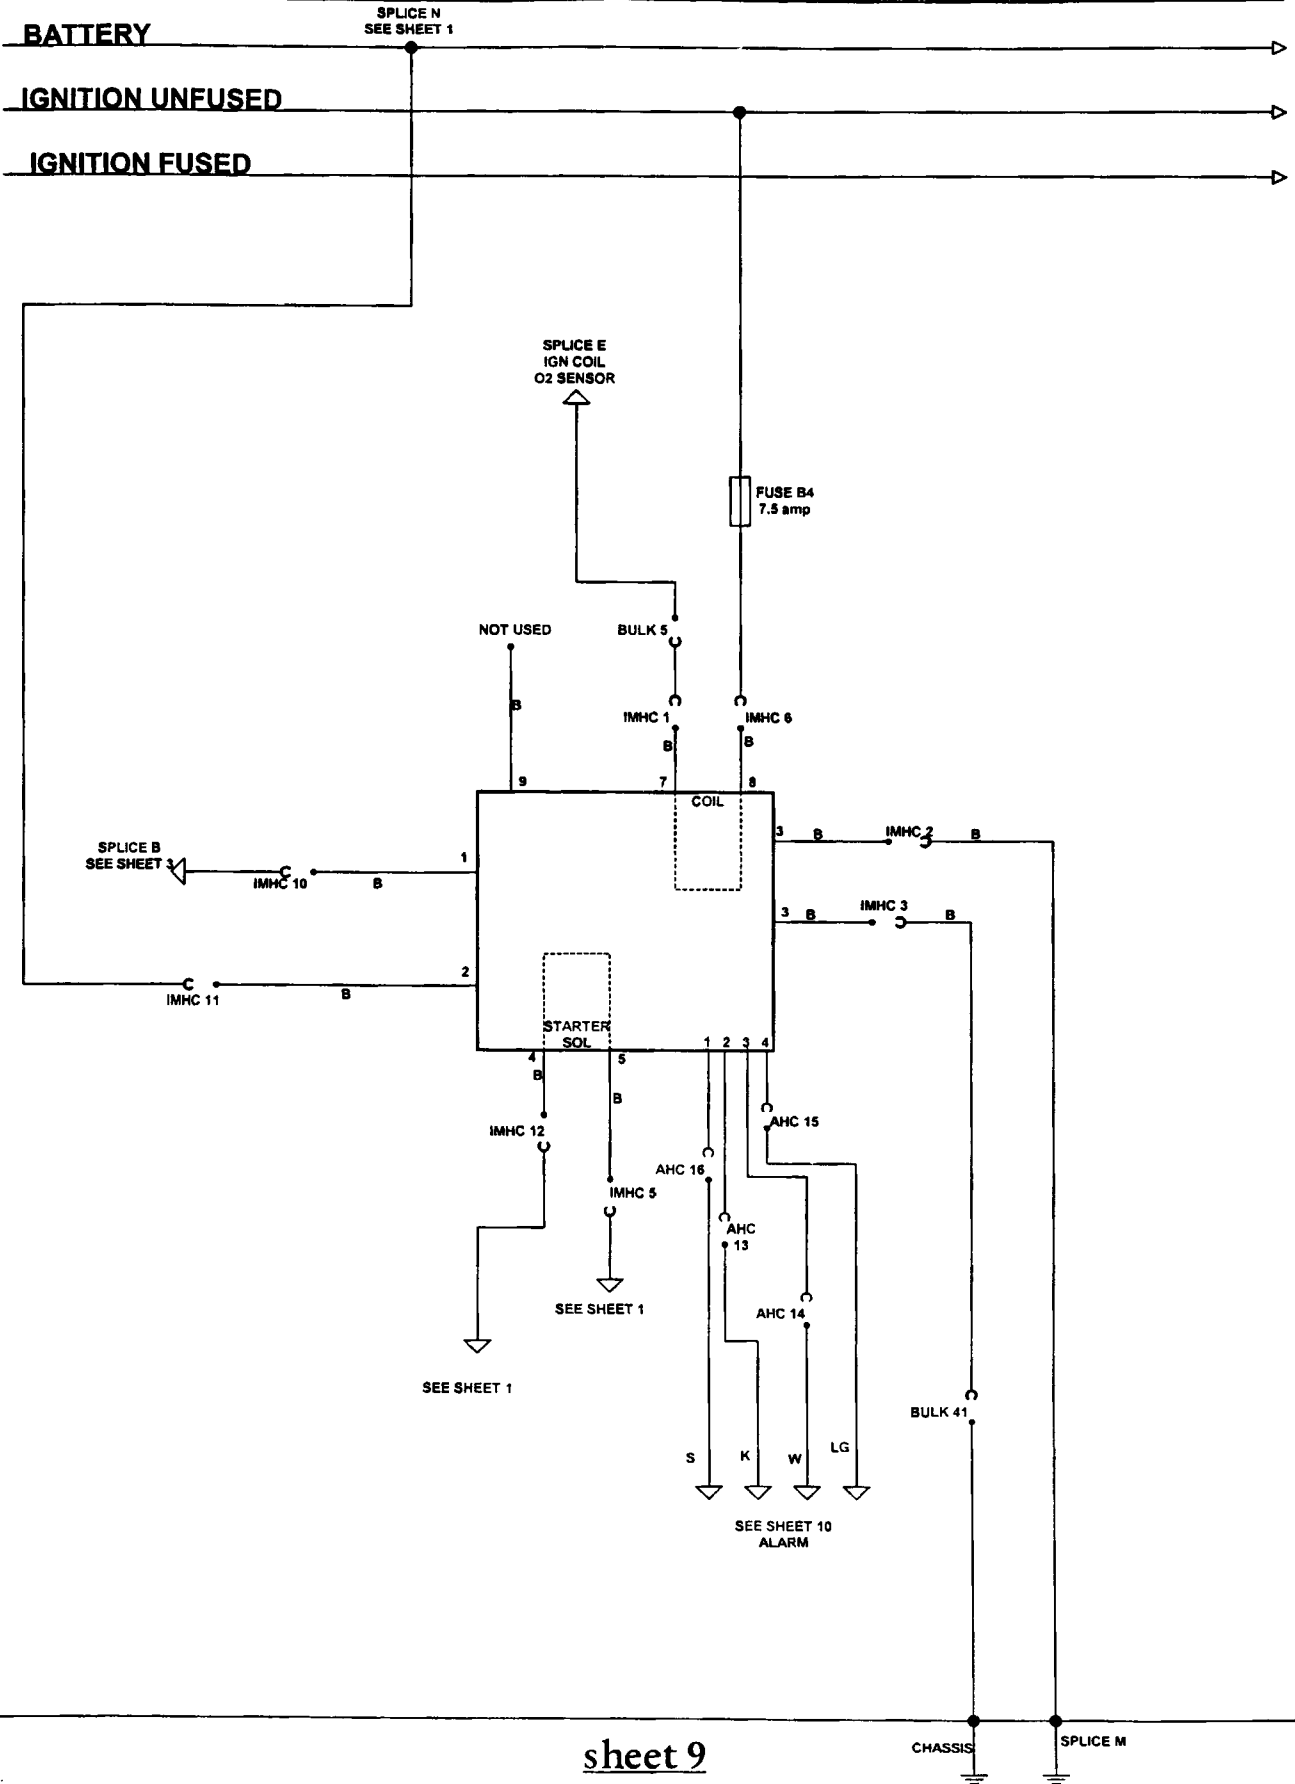 SPLICE N
SEE SHEET 1
BATTERY
IGNITION UNFUSED
IGNITION FUSED
SPLICE E
IGN COIL
O2 SENSOR
FUSE B4
7.5 amp
NOT USED
BULK 5
B
IMHC 1
IMHC 6
B
B
9
7
8
COIL
3
B
IMHC 2
B
SPLICE B
SEE SHEET 3
1
IMHC 10
B
3
B
IMHC 3
B
2
IMHC 11
B
STARTER
SOL
1
2
3
4
4
5
B
B
IMHC 12
AHC 15
AHC 16
IMHC 5
AHC
13
SEE SHEET 1
AHC 14
SEE SHEET 1
BULK 41
S
K
W
LG
SEE SHEET 10
ALARM
CHASSIS
SPLICE M
sheet 9